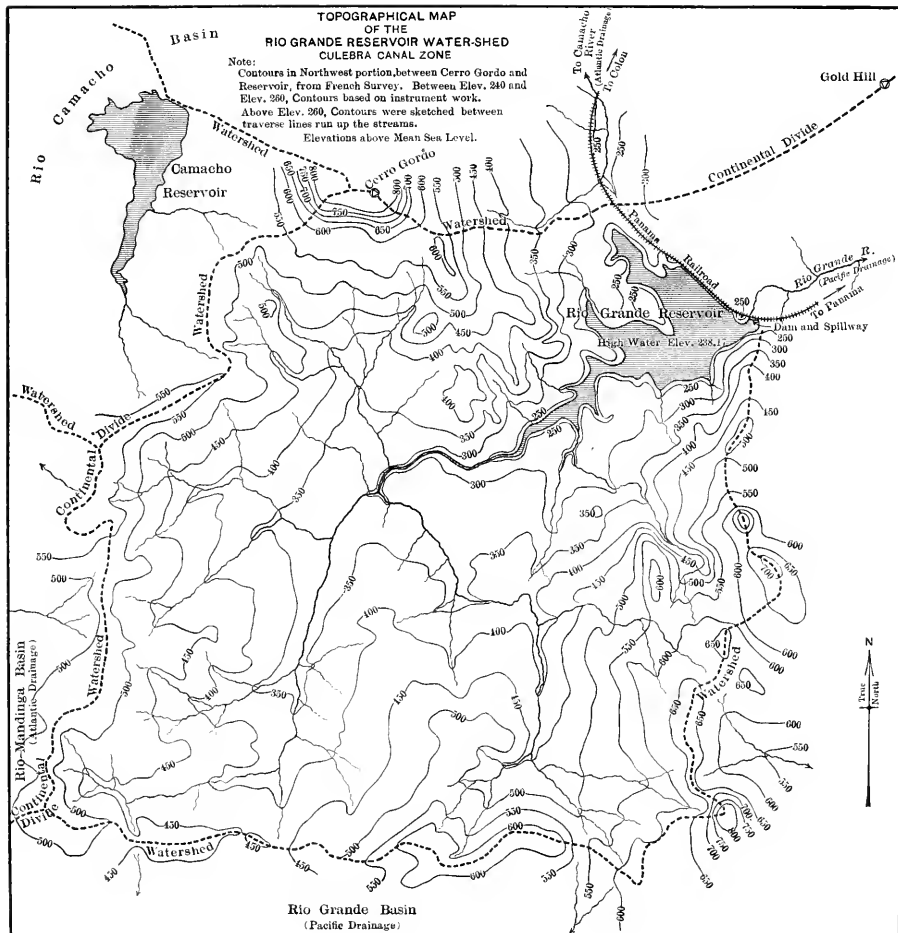 TOPOGRAPHICAL MAP
OF THE
RIO GRANDE RESERVOIR WATER-SHED
CULEBRA CANAL ZONE
Note:
Contours in Northwest portion, between Cerro Gordo and
Reservoir, from French Survey. Between Elev. 240 and
Elev. 260, Contours based on instrument work.
Above Elev. 260, Contours were sketched between
traverse lines run up the streams.
Elevations above Mean Sea Level.
Rio Camacho Basin
To Camacho
River
(Atlantic Drainage)
To Colon
Gold Hill
Continental Divide
Watershed
Cerro Gordo
Camacho
Reservoir
Watershed
Watershed
Panama Railroad
Rio Grande R.
(Pacific Drainage)
To Panama
Rio Grande Reservoir
High Water Elev. 238.1
Dam and Spillway
Watershed
Continental Divide
Rio-Mandinga Basin
(Atlantic Drainage)
Watershed
Continental
Divide
Watershed
Watershed
True North
N
Rio Grande Basin
(Pacific Drainage)
250
300
350
400
450
500
550
600
650
700
750
800